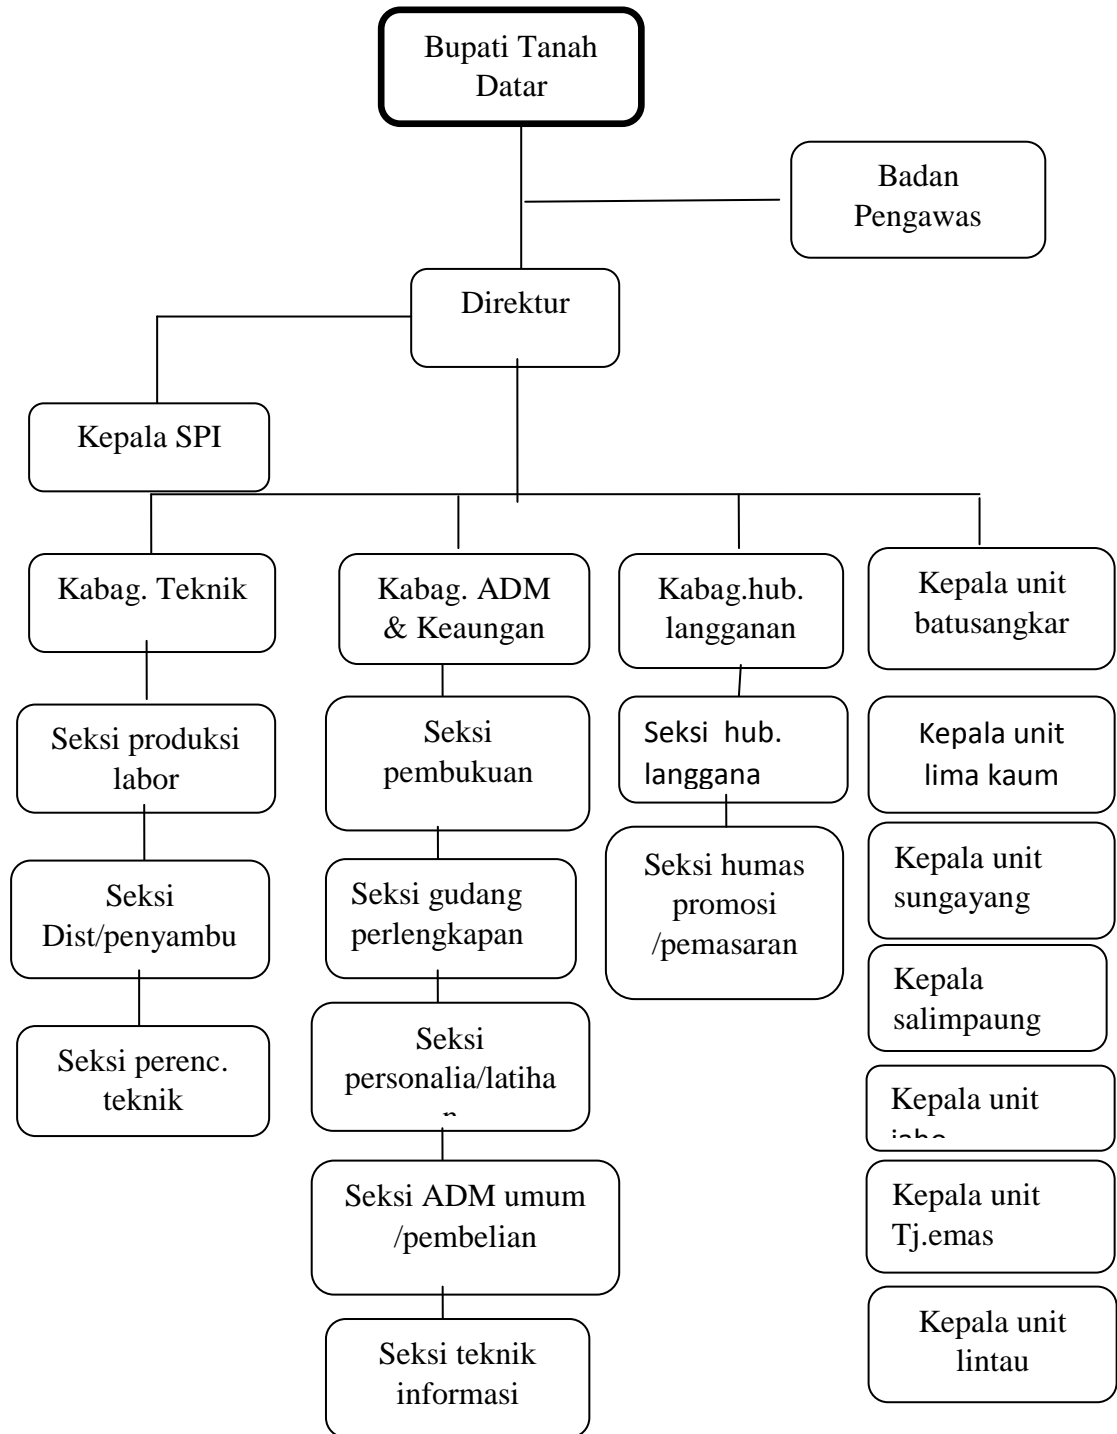 Bupati Tanah
Datar
Badan
Pengawas
Direktur
Kepala SPI
Kabag. Teknik
Kabag. ADM
& Keaungan
Kabag.hub.
langganan
Kepala unit
batusangkar
Seksi produksi
labor
Seksi
Dist/penyambu
Seksi perenc.
teknik
Seksi
pembukuan
Seksi gudang
perlengkapan
Seksi
personalia/latiha
n
Seksi ADM umum
/pembelian
Seksi teknik
informasi
Seksi hub.
langgana
Seksi humas
promosi
/pemasaran
Kepala unit
lima kaum
Kepala unit
sungayang
Kepala
salimpaung
Kepala unit
Kepala unit
Tj.emas
Kepala unit
lintau